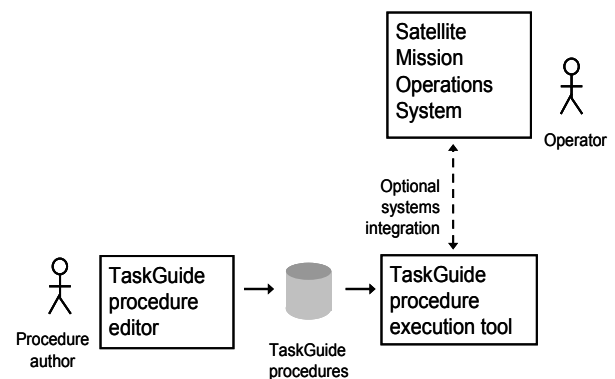 Satellite
Mission
Operations
System
Operator
Optional
systems
integration
TaskGuide
procedure
editor
TaskGuide
procedure
execution tool
Procedure
author
TaskGuide
procedures